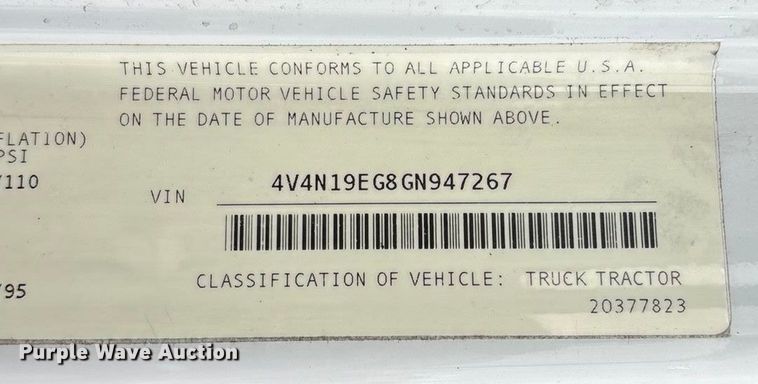 THIS VEHICLE CONFORMS TO ALL APPLICABLE U.S.A.
FEDERAL MOTOR VEHICLE SAFETY STANDARDS IN EFFECT
ON THE DATE OF MANUFACTURE SHOWN ABOVE.
FLATION)
PSI
/110
VIN 4V4N19EG8GN947267
/95
CLASSIFICATION OF VEHICLE: TRUCK TRACTOR
20377823
Purple Wave Auction